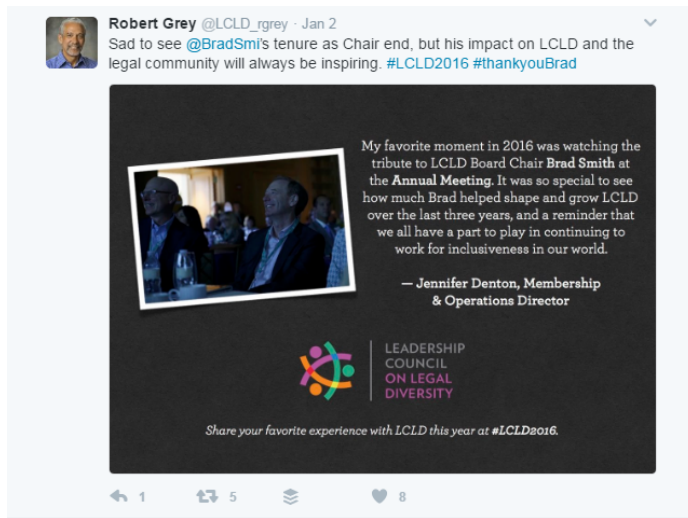 Robert Grey @LCLD_rgrey · Jan 2
Sad to see @BradSmi's tenure as Chair end, but his impact on LCLD and the
legal community will always be inspiring. #LCLD2016 #thankyouBrad
My favorite moment in 2016 was watching the
tribute to LCLD Board Chair Brad Smith at
the Annual Meeting. It was so special to see
how much Brad helped shape and grow LCLD
over the last three years, and a reminder that
we all have a part to play in continuing to
work for inclusiveness in our world.
— Jennifer Denton, Membership
& Operations Director
LEADERSHIP
COUNCIL
ON LEGAL
DIVERSITY
Share your favorite experience with LCLD this year at #LCLD2016.
1 5 8